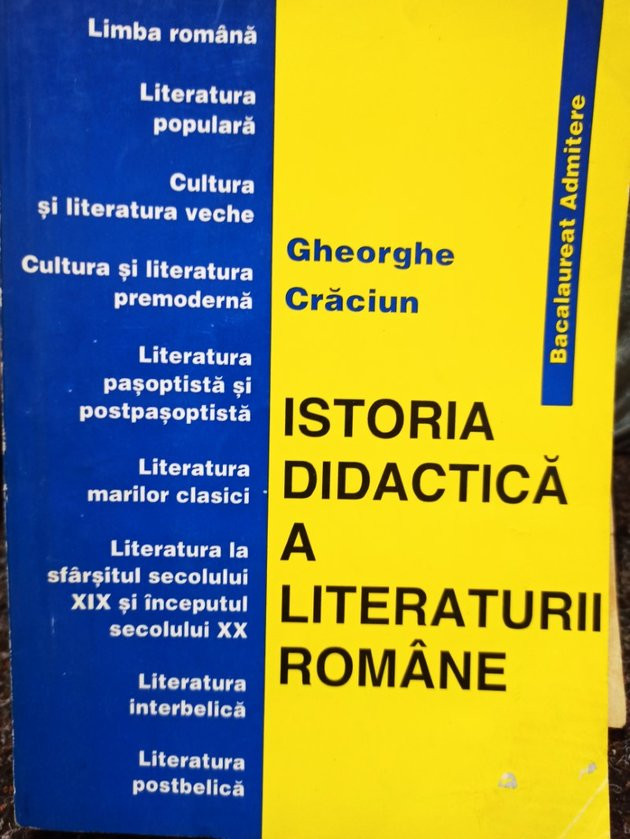 Limba română
Literatura
populară
Cultura
și literatura veche
Cultura și literatura
premodernă
Literatura
pașoptistă și
postpașoptistă
Literatura
marilor clasici
Literatura la
sfârșitul secolului
XIX și începutul
secolului XX
Literatura
interbelică
Literatura
postbelică
Gheorghe
Crăciun
ISTORIA
DIDACTICĂ
A
LITERATURII
ROMÂNE
Bacalaureat Admitere